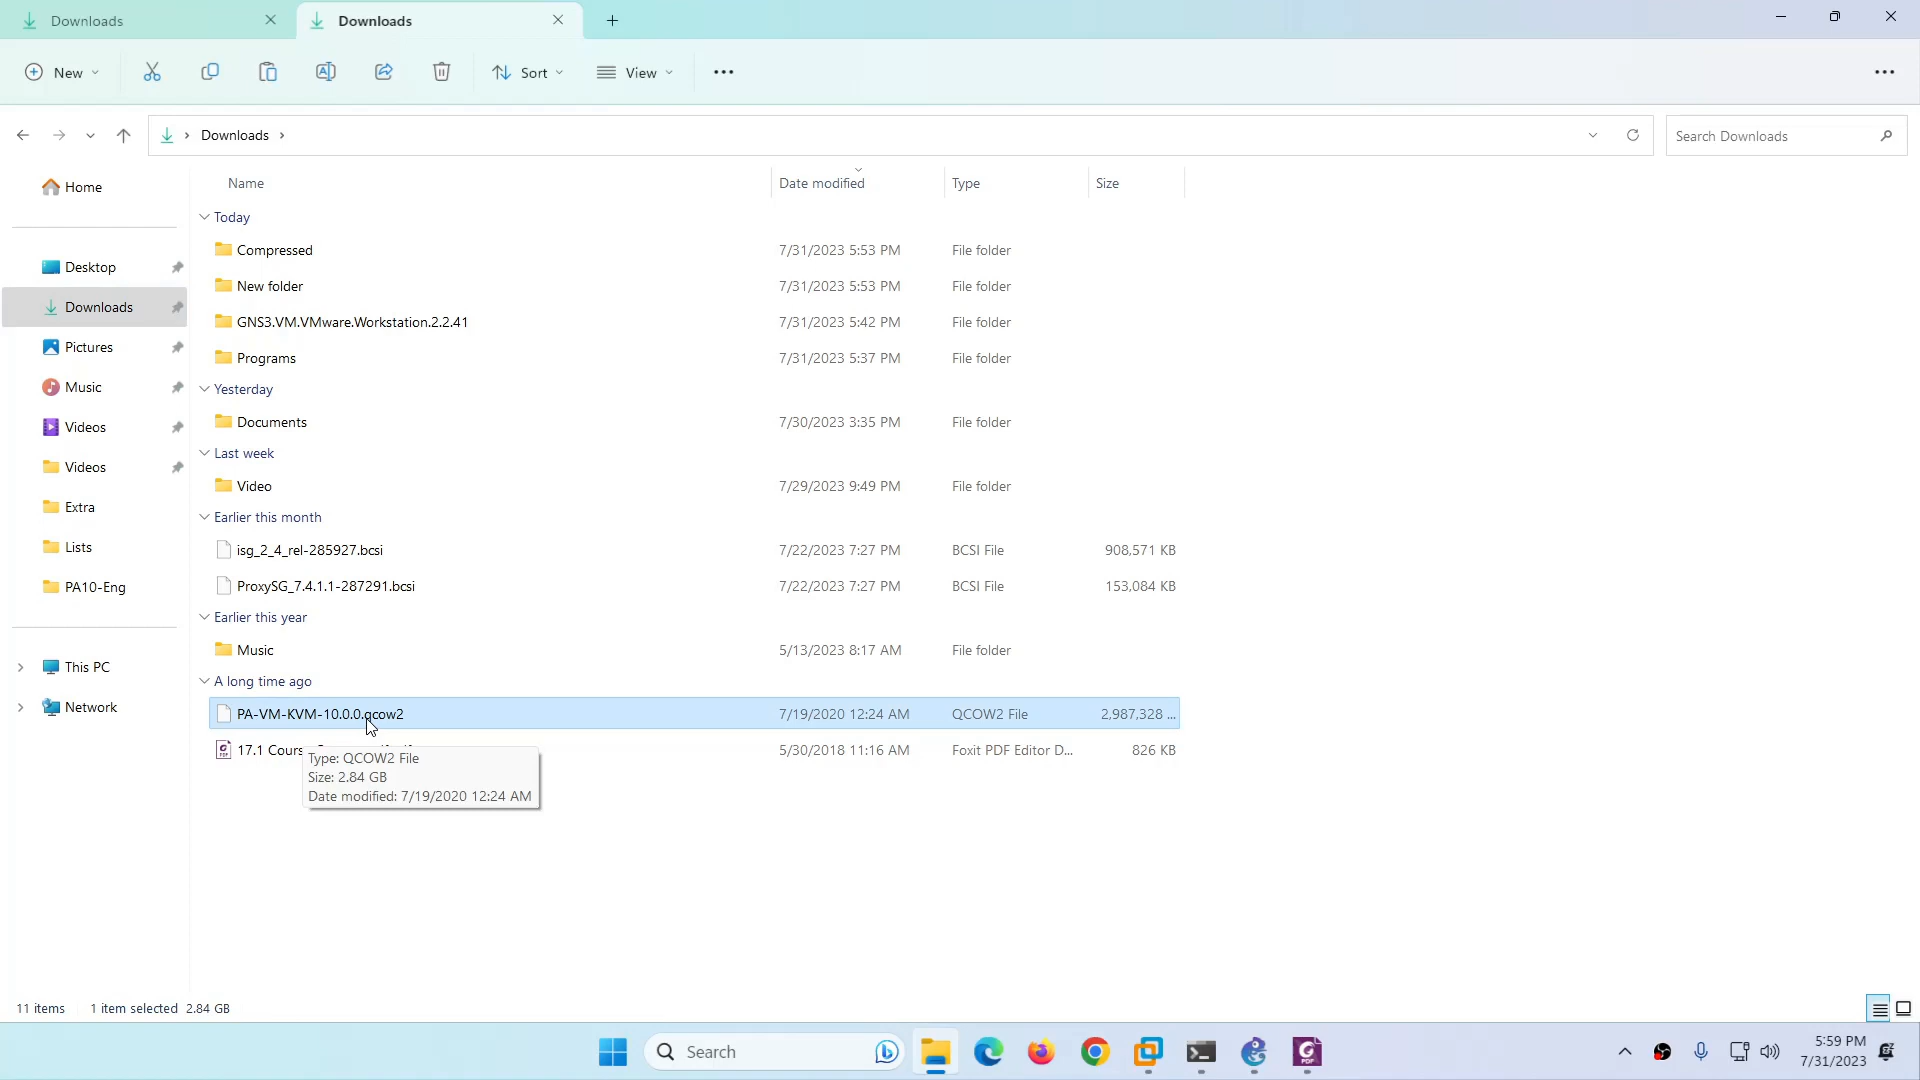 Downloads
Downloads
New
Sort
View
Downloads
Search Downloads
Home
Desktop
Downloads
Pictures
Music
Videos
Videos
Extra
Lists
PA10-Eng
This PC
Network
Name Date modified Type Size
Today
Compressed 7/31/2023 5:53 PM File folder
New folder 7/31/2023 5:53 PM File folder
GNS3.VM.VMware.Workstation.2.2.41 7/31/2023 5:42 PM File folder
Programs 7/31/2023 5:37 PM File folder
Yesterday
Documents 7/30/2023 3:35 PM File folder
Last week
Video 7/29/2023 9:49 PM File folder
Earlier this month
isg_2_4_rel-285927.bcsi 7/22/2023 7:27 PM BCSI File 908,571 KB
ProxySG_7.4.1.1-287291.bcsi 7/22/2023 7:27 PM BCSI File 153,084 KB
Earlier this year
Music 5/13/2023 8:17 AM File folder
A long time ago
PA-VM-KVM-10.0.0.qcow2 7/19/2020 12:24 AM QCOW2 File 2,987,328 ...
17.1 Cours 5/30/2018 11:16 AM Foxit PDF Editor D... 826 KB
Type: QCOW2 File
Size: 2.84 GB
Date modified: 7/19/2020 12:24 AM
11 items 1 item selected 2.84 GB
Search
5:59 PM
7/31/2023